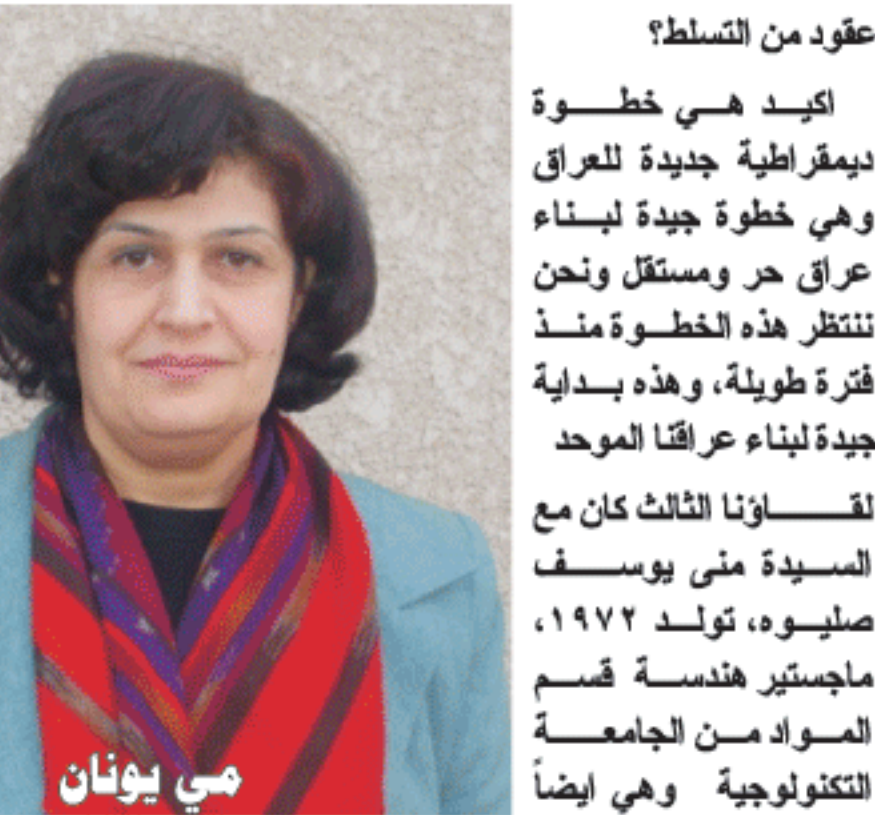 عقود من التسلط؟
اكيد هي خطوة
ديمقراطية جديدة للعراق
وهي خطوة جيدة لبناء
عراق حر ومستقل ونحن
ننتظر هذه الخطوة منذ
فترة طويلة، وهذه بداية
جيدة لبناء عراقنا الموحد
لقاؤنا الثالث كان مع
السيدة منى يوسف
صليوه، تولد ١٩٧٢،
ماجستير هندسة قسم
المواد من الجامعة
التكنولوجية وهي ايضاً
مي يونان